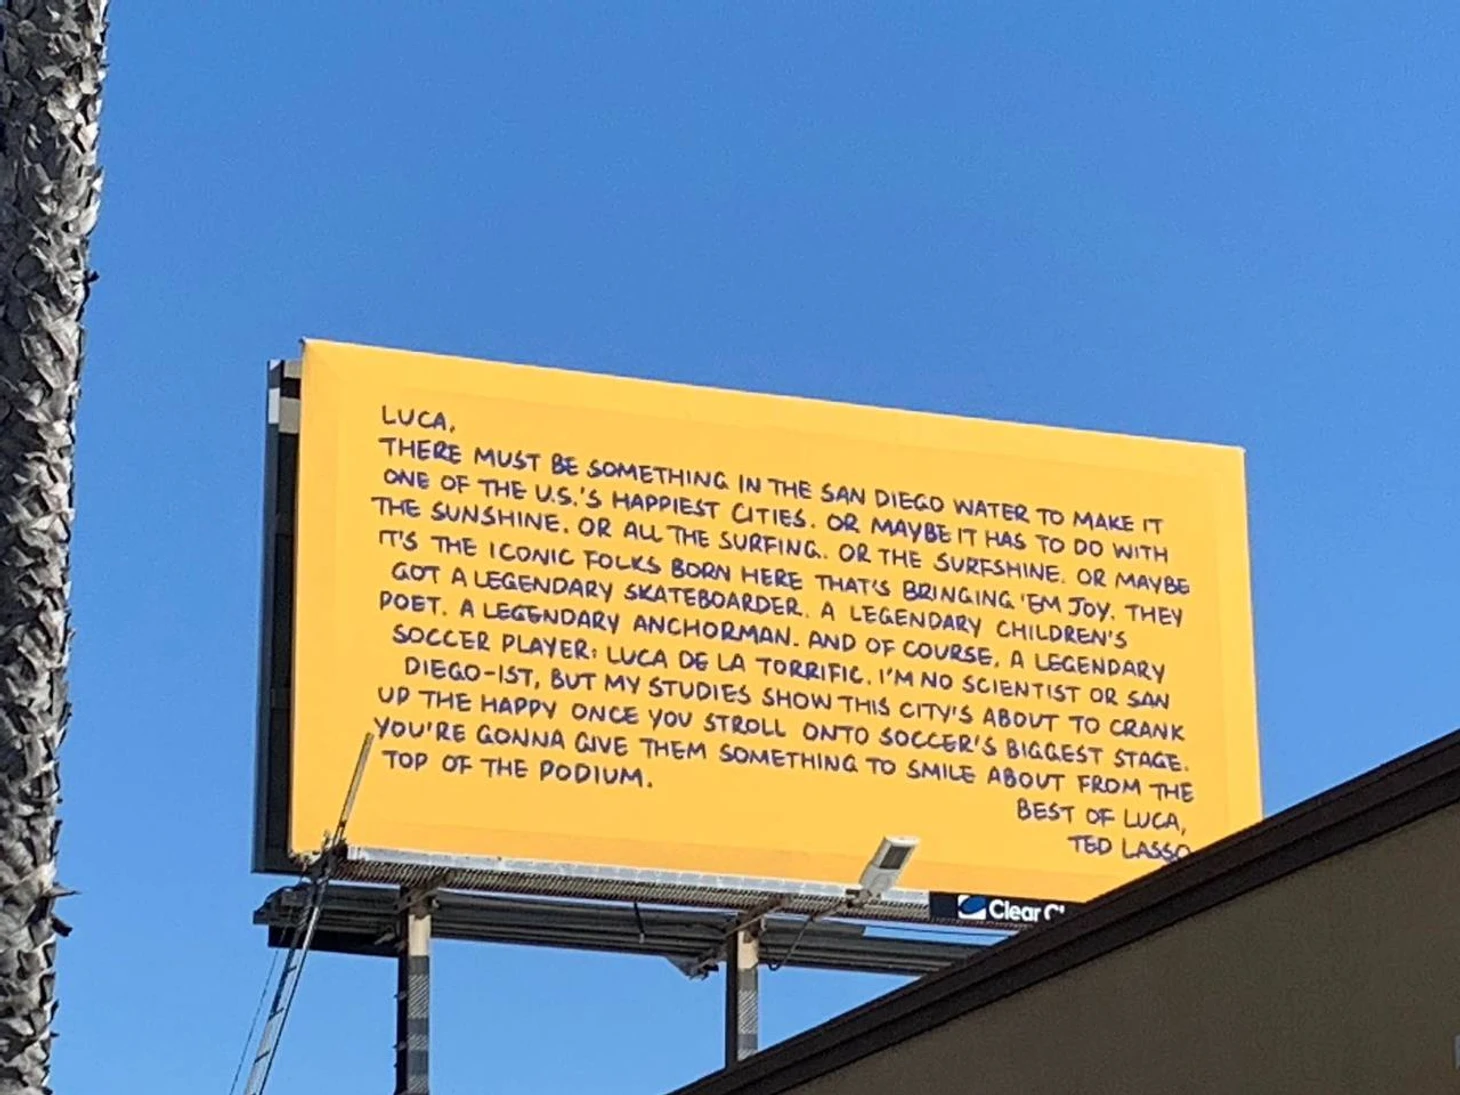 LUCA,
THERE MUST BE SOMETHING IN THE SAN DIEGO WATER TO MAKE IT
ONE OF THE U.S.'S HAPPIEST CITIES. OR MAYBE IT HAS TO DO WITH
THE SUNSHINE. OR ALL THE SURFING. OR THE SURFSHINE. OR MAYBE
IT'S THE ICONIC FOLKS BORN HERE THAT'S BRINGING 'EM JOY. THEY
GOT A LEGENDARY SKATEBOARDER. A LEGENDARY CHILDREN'S
POET. A LEGENDARY ANCHORMAN. AND OF COURSE, A LEGENDARY
SOCCER PLAYER: LUCA DE LA TORRIFIC. I'M NO SCIENTIST OR SAN
DIEGO-IST, BUT MY STUDIES SHOW THIS CITY'S ABOUT TO CRANK
UP THE HAPPY ONCE YOU STROLL ONTO SOCCER'S BIGGEST STAGE.
YOU'RE GONNA GIVE THEM SOMETHING TO SMILE ABOUT FROM THE
TOP OF THE PODIUM.
BEST OF LUCA,
TED LASSO
Clear